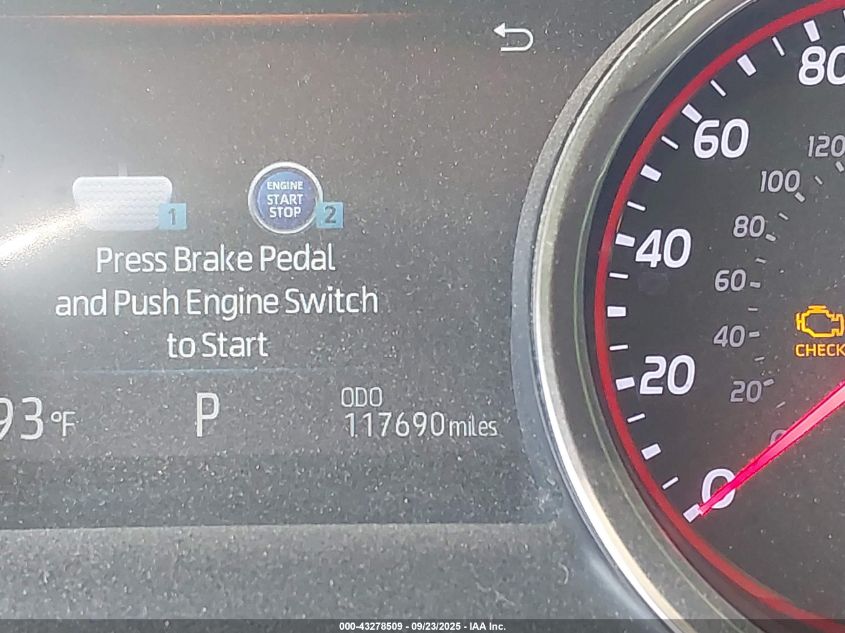 ENGINE
START
STOP
1
2
Press Brake Pedal
and Push Engine Switch
to Start
93°F
P
ODO
117690 miles
80
60
40
20
0
120
100
80
60
40
20
0
CHECK
000-43278509 - 09/23/2025 - IAA Inc.